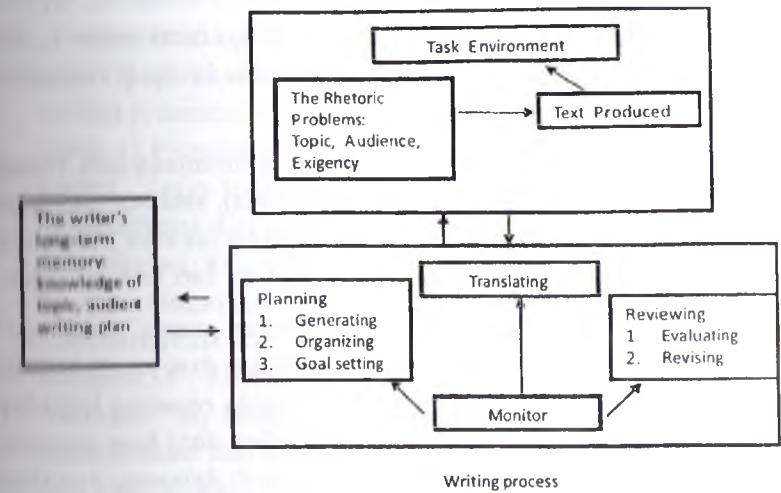 Task Environment
The Rhetoric
Problems:
Topic, Audience,
Exigency
Text Produced
The writer's
long-term
memory
knowledge of
topic, audient
writing plan
Translating
Planning
1. Generating
2. Organizing
3. Goal setting
Reviewing
1. Evaluating
2. Revising
Monitor
Writing process